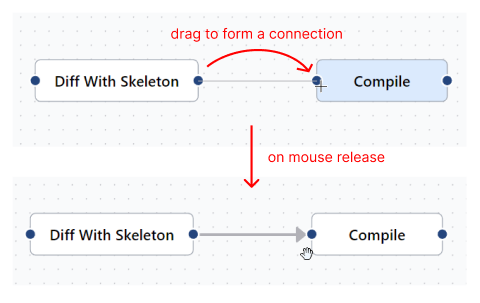 drag to form a connection
Diff With Skeleton
Compile
on mouse release
Diff With Skeleton
Compile